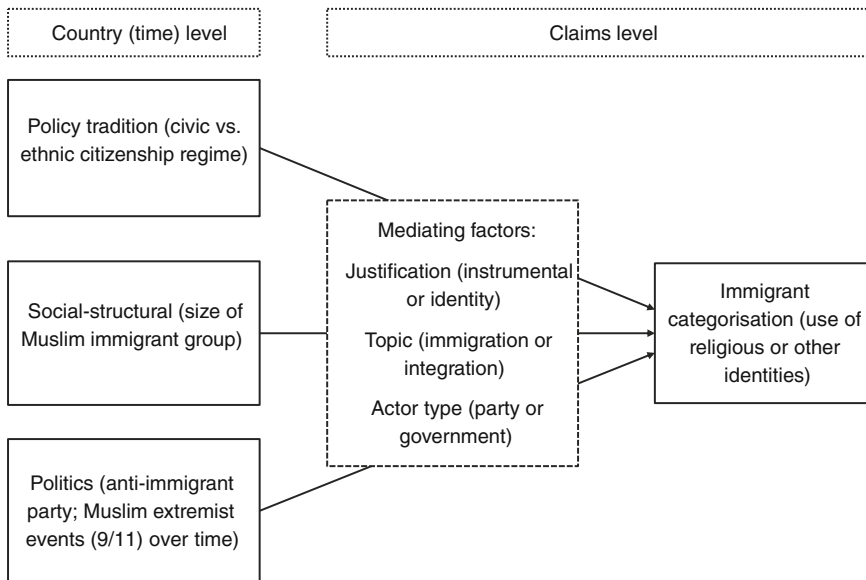 Country (time) level
Claims level
Policy tradition (civic vs.
ethnic citizenship regime)
Social-structural (size of
Muslim immigrant group)
Politics (anti-immigrant
party; Muslim extremist
events (9/11) over time)
Mediating factors:
Justification (instrumental
or identity)
Topic (immigration or
integration)
Actor type (party or
government)
Immigrant
categorisation (use of
religious or other
identities)